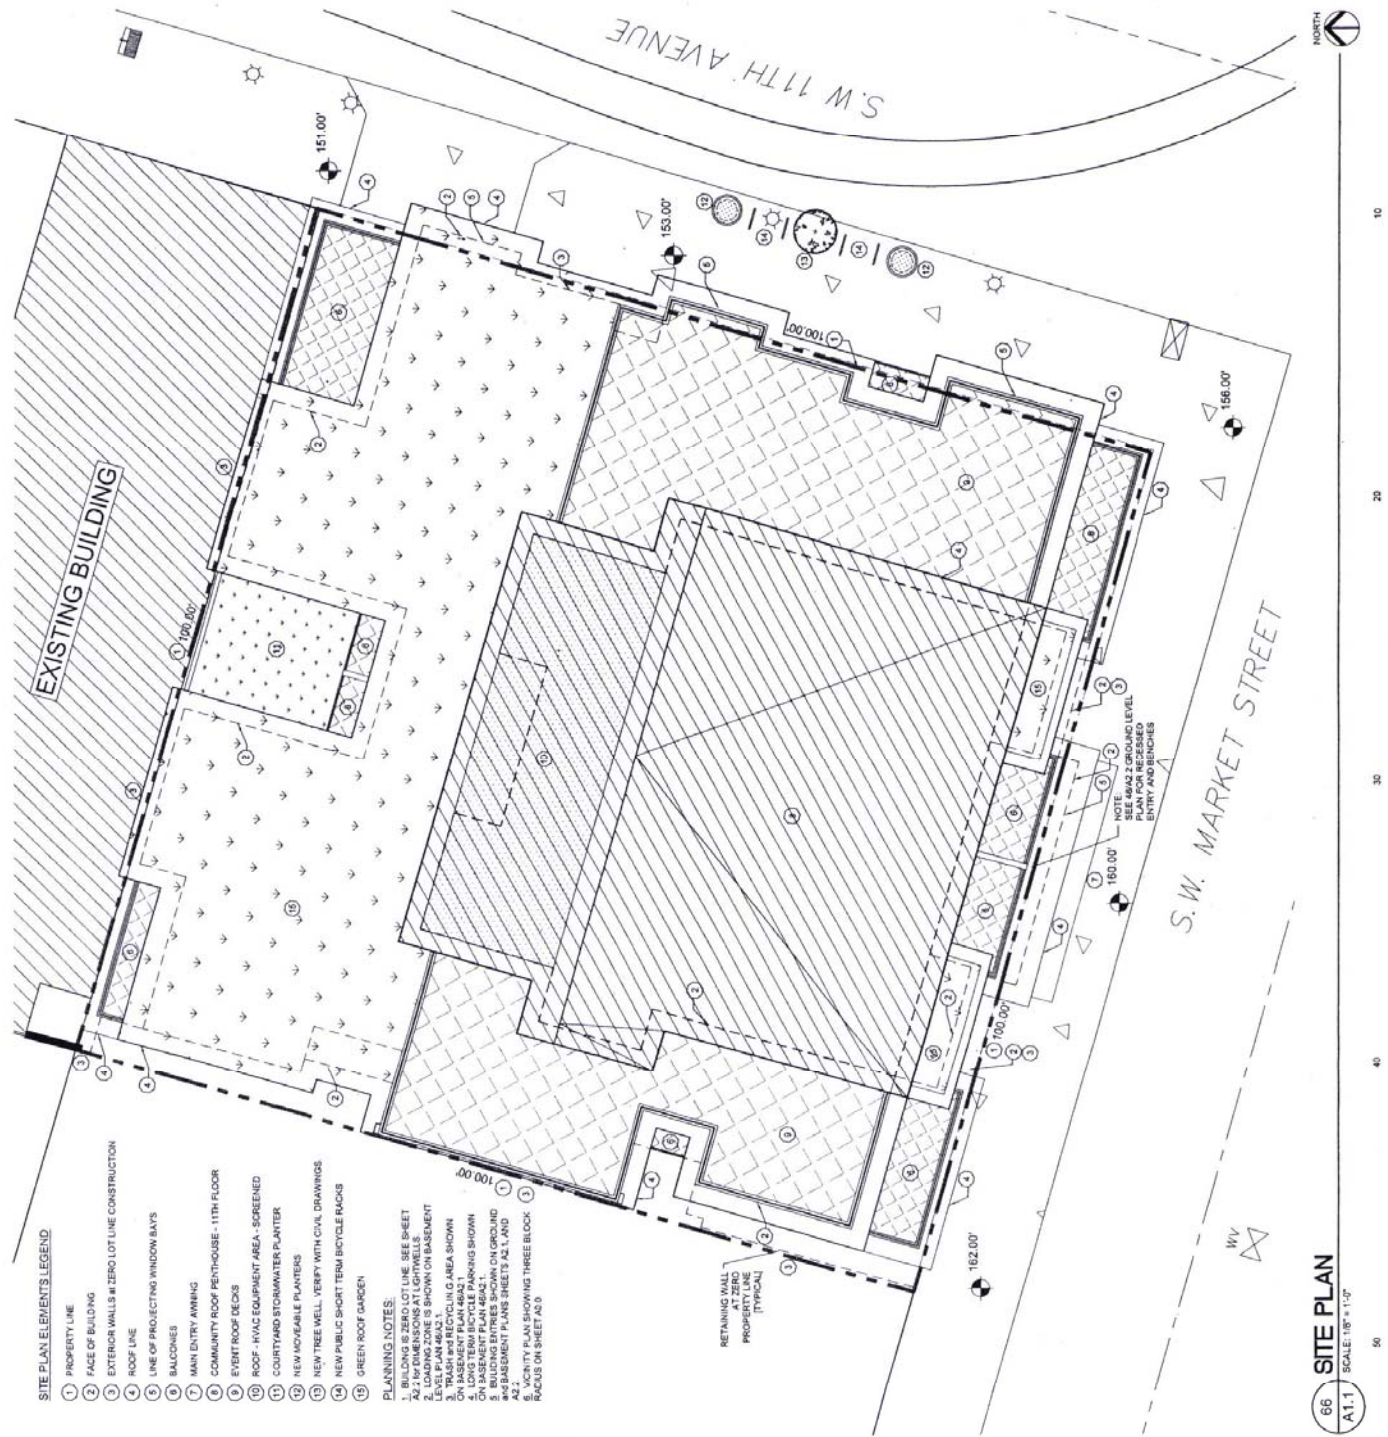 SITE PLAN ELEMENTS LEGEND
1 PROPERTY LINE
2 FACE OF BUILDING
3 EXTERIOR WALLS at ZERO LOT LINE CONSTRUCTION
4 ROOF LINE
5 LINE OF PROJECTING WINDOW BAYS
6 BALCONIES
7 MAIN ENTRY AWNING
8 COMMUNITY ROOF PENTHOUSE - 11TH FLOOR
9 EVENT ROOF DECKS
10 ROOF - HVAC EQUIPMENT AREA - SCREENED
11 COURTYARD STORMWATER PLANTER
12 NEW MOVEABLE PLANTERS
13 NEW TREE WELL, VERIFY WITH CIVIL DRAWINGS
14 NEW PUBLIC SHORT TERM BICYCLE RACKS
15 GREEN ROOF GARDEN
PLANNING NOTES:
1. BUILDING IS ZERO LOT LINE. SEE SHEET
A2.2 for DIMENSIONS AT LIGHTWELLS.
2. LOADING ZONE IS SHOWN ON BASEMENT
LEVEL PLAN 46/A2.1.
3. TRASH and RECYCLING AREA SHOWN
ON BASEMENT PLAN 46/A2.1
4. LONG TERM BICYCLE PARKING SHOWN
ON BASEMENT PLAN 46/A2.1.
5. BUILDING ENTRIES SHOWN ON GROUND
and BASEMENT PLANS SHEETS A2.1, AND
A2.2
6. VICINITY PLAN SHOWING THREE BLOCK
RADIUS ON SHEET A0.0
EXISTING BUILDING
S.W 11TH AVENUE
S.W. MARKET STREET
151.00'
153.00'
156.00'
160.00'
162.00'
100.00'
100.00'
100.00'
100.00'
NOTE:
SEE 46/A2.2 GROUND LEVEL
PLAN FOR RECESSED
ENTRY AND BENCHES
RETAINING WALL
AT ZERO
PROPERTY LINE
[TYPICAL]
WV
66
A1.1
SITE PLAN
SCALE: 1/8" = 1'-0"
NORTH
50
40
30
20
10